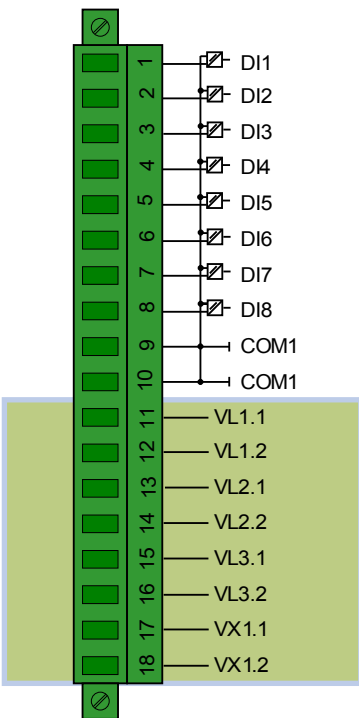 1 DI1
2 DI2
3 DI3
4 DI4
5 DI5
6 DI6
7 DI7
8 DI8
9 COM1
10 COM1
11 VL1.1
12 VL1.2
13 VL2.1
14 VL2.2
15 VL3.1
16 VL3.2
17 VX1.1
18 VX1.2